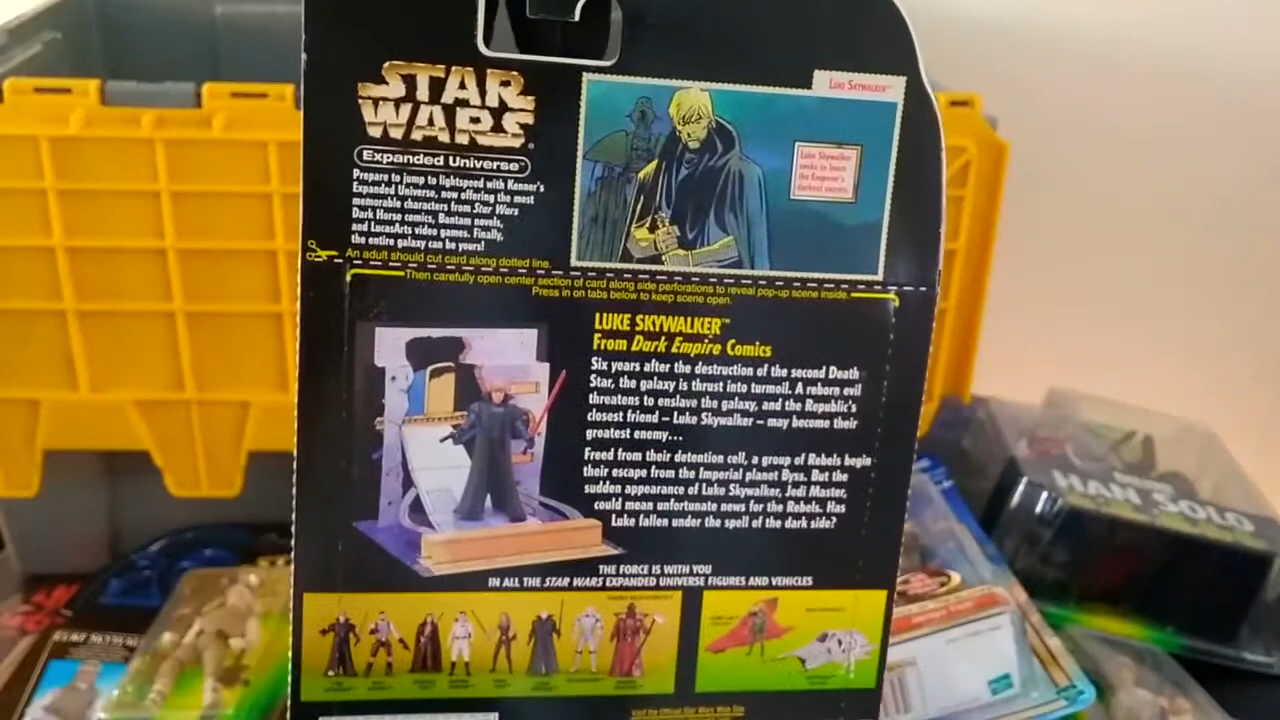 STAR
WARS
Expanded Universe™
Prepare to jump to lightspeed with Kenner's
Expanded Universe, now offering the most
memorable characters from Star Wars
Dark Horse comics, Bantam novels,
and LucasArts video games. Finally,
the entire galaxy can be yours!
LUKE SKYWALKER™
Luke Skywalker
seeks to learn
the Emperor's
darkest secrets.
An adult should cut card along dotted line.
Then carefully open center section of card along side perforations to reveal pop-up scene inside.
Press in on tabs below to keep scene open.
LUKE SKYWALKER™
From Dark Empire Comics
Six years after the destruction of the second Death
Star, the galaxy is thrust into turmoil. A reborn evil
threatens to enslave the galaxy, and the Republic's
closest friend – Luke Skywalker – may become their
greatest enemy...
Freed from their detention cell, a group of Rebels begin
their escape from the Imperial planet Byss. But the
sudden appearance of Luke Skywalker, Jedi Master,
could mean unfortunate news for the Rebels. Has
Luke fallen under the spell of the dark side?
THE FORCE IS WITH YOU
IN ALL THE STAR WARS EXPANDED UNIVERSE FIGURES AND VEHICLES
Visit the Official Star Wars Web Site
HAN SOLO